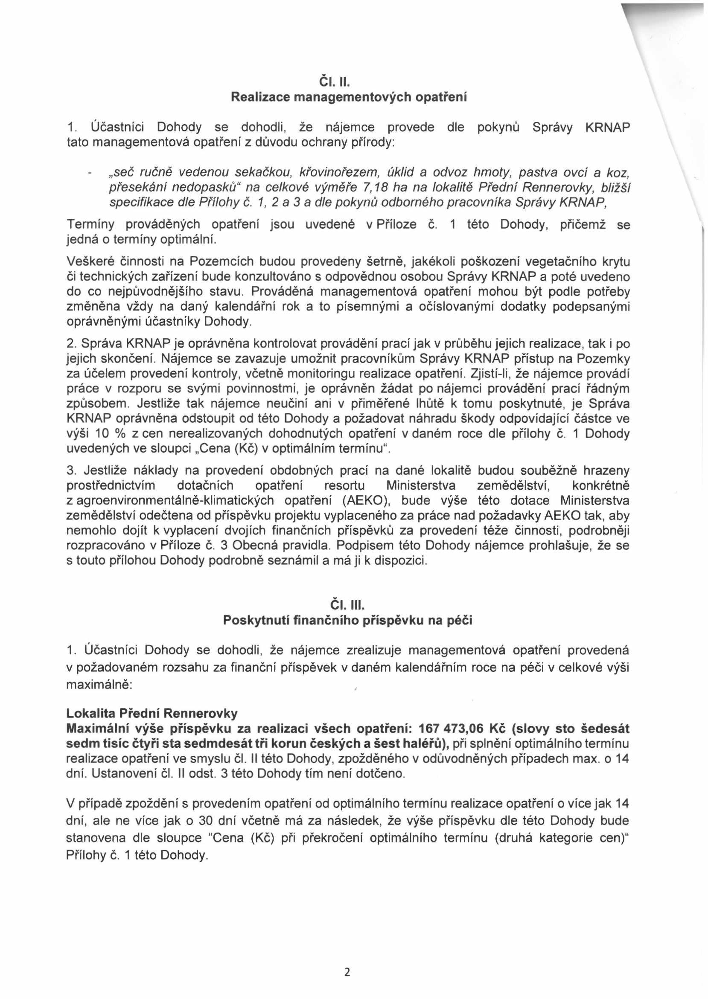 Čl. II.
Realizace managementových opatření
1. Účastníci Dohody se dohodli, že nájemce provede dle pokynů Správy KRNAP
tato managementová opatření z důvodu ochrany přírody:
- „seč ručně vedenou sekačkou, křovinořezem, úklid a odvoz hmoty, pastva ovcí a koz,
přesekání nedopasků“ na celkové výměře 7,18 ha na lokalitě Přední Rennerovky, bližší
specifikace dle Přílohy č. 1, 2 a 3 a dle pokynů odborného pracovníka Správy KRNAP,
Termíny prováděných opatření jsou uvedené v Příloze č. 1 této Dohody, přičemž se
jedná o termíny optimální.
Veškeré činnosti na Pozemcích budou provedeny šetrně, jakékoli poškození vegetačního krytu
či technických zařízení bude konzultováno s odpovědnou osobou Správy KRNAP a poté uvedeno
do co nejpůvodnějšího stavu. Prováděná managementová opatření mohou být podle potřeby
změněna vždy na daný kalendářní rok a to písemnými a očíslovanými dodatky podepsanými
oprávněnými účastníky Dohody.
2. Správa KRNAP je oprávněna kontrolovat provádění prací jak v průběhu jejich realizace, tak i po
jejich skončení. Nájemce se zavazuje umožnit pracovníkům Správy KRNAP přístup na Pozemky
za účelem provedení kontroly, včetně monitoringu realizace opatření. Zjistí-li, že nájemce provádí
práce v rozporu se svými povinnostmi, je oprávněn žádat po nájemci provádění prací řádným
způsobem. Jestliže tak nájemce neučiní ani v přiměřené lhůtě k tomu poskytnuté, je Správa
KRNAP oprávněna odstoupit od této Dohody a požadovat náhradu škody odpovídající částce ve
výši 10 % z cen nerealizovaných dohodnutých opatření v daném roce dle přílohy č. 1 Dohody
uvedených ve sloupci „Cena (Kč) v optimálním termínu“.
3. Jestliže náklady na provedení obdobných prací na dané lokalitě budou souběžně hrazeny
prostřednictvím dotačních opatření resortu Ministerstva zemědělství, konkrétně
z agroenvironmentálně-klimatických opatření (AEKO), bude výše této dotace Ministerstva
zemědělství odečtena od příspěvku projektu vyplaceného za práce nad požadavky AEKO tak, aby
nemohlo dojít k vyplacení dvojích finančních příspěvků za provedení téže činnosti, podrobněji
rozpracováno v Příloze č. 3 Obecná pravidla. Podpisem této Dohody nájemce prohlašuje, že se
s touto přílohou Dohody podrobně seznámil a má ji k dispozici.
Čl. III.
Poskytnutí finančního příspěvku na péči
1. Účastníci Dohody se dohodli, že nájemce zrealizuje managementová opatření provedená
v požadovaném rozsahu za finanční příspěvek v daném kalendářním roce na péči v celkové výši
maximálně:
Lokalita Přední Rennerovky
Maximální výše příspěvku za realizaci všech opatření: 167 473,06 Kč (slovy sto šedesát
sedm tisíc čtyři sta sedmdesát tři korun českých a šest haléřů), při splnění optimálního termínu
realizace opatření ve smyslu čl. II této Dohody, zpožděného v odůvodněných případech max. o 14
dní. Ustanovení čl. II odst. 3 této Dohody tím není dotčeno.
V případě zpoždění s provedením opatření od optimálního termínu realizace opatření o více jak 14
dní, ale ne více jak o 30 dní včetně má za následek, že výše příspěvku dle této Dohody bude
stanovena dle sloupce “Cena (Kč) při překročení optimálního termínu (druhá kategorie cen)“
Přílohy č. 1 této Dohody.
2